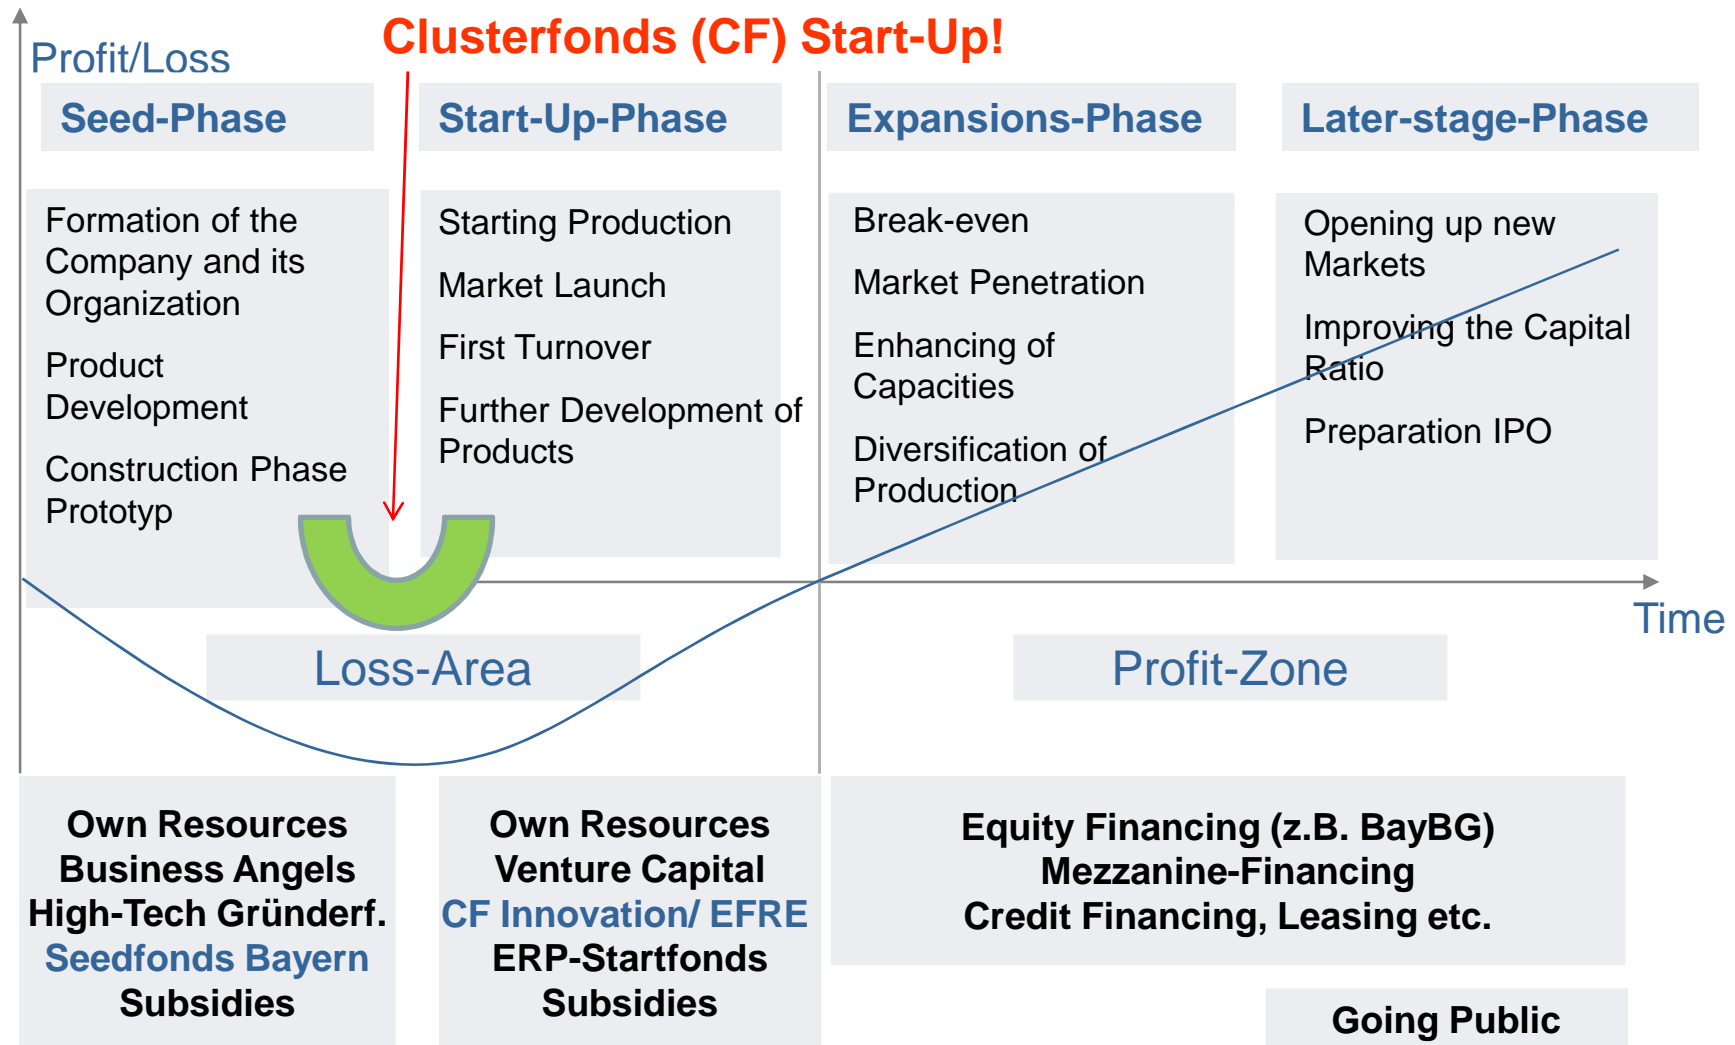 Clusterfonds (CF) Start-Up!
Profit/Loss
Seed-Phase
Start-Up-Phase
Expansions-Phase
Later-stage-Phase
Formation of the
Company and its
Organization
Product
Development
Construction Phase
Prototyp
Starting Production
Market Launch
First Turnover
Further Development of
Products
Break-even
Market Penetration
Enhancing of
Capacities
Diversification of
Production
Opening up new
Markets
Improving the Capital
Ratio
Preparation IPO
Time
Loss-Area
Profit-Zone
Own Resources
Business Angels
High-Tech Gründerf.
Seedfonds Bayern
Subsidies
Own Resources
Venture Capital
CF Innovation/ EFRE
ERP-Startfonds
Subsidies
Equity Financing (z.B. BayBG)
Mezzanine-Financing
Credit Financing, Leasing etc.
Going Public